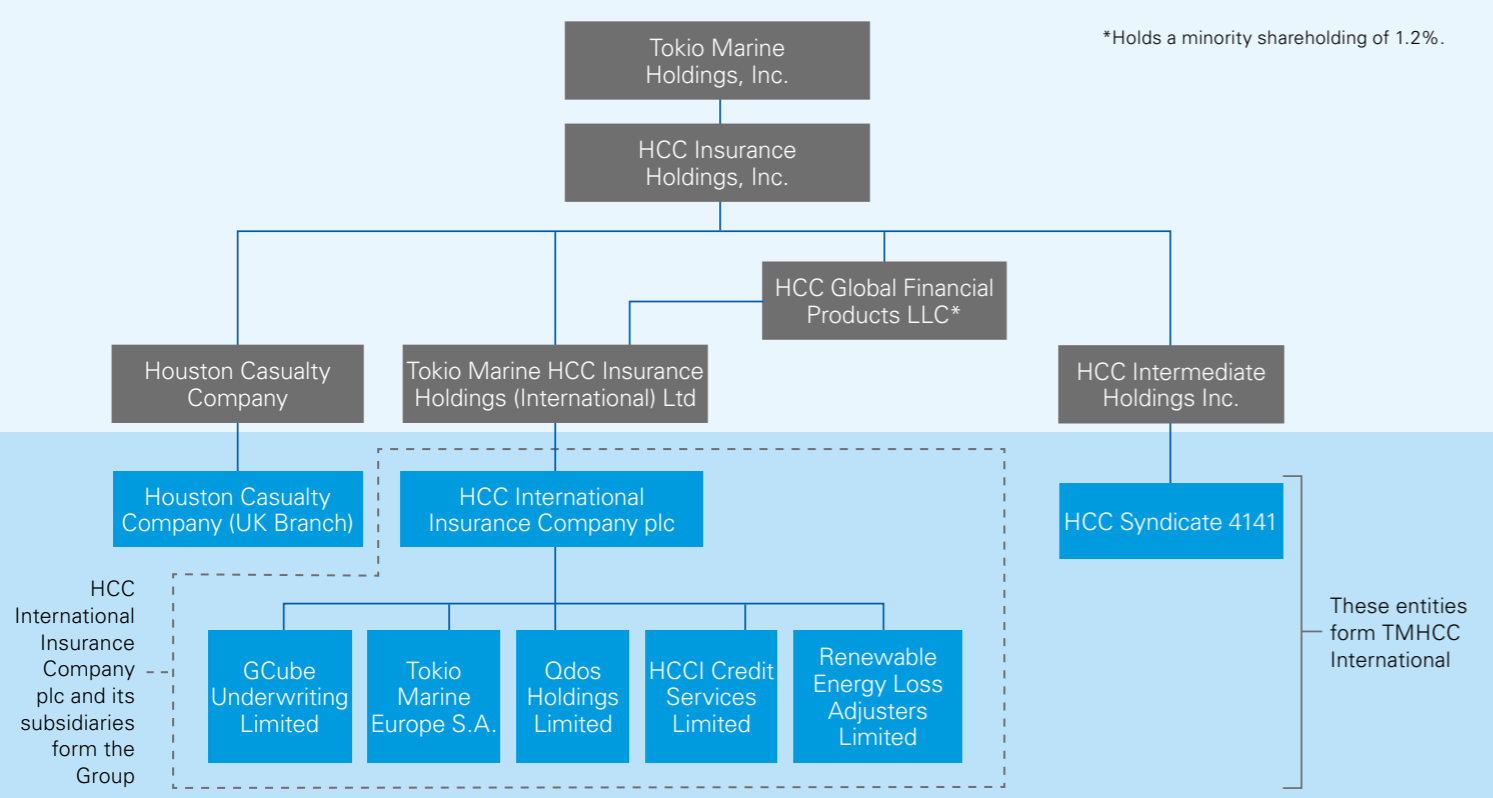 *Holds a minority shareholding of 1.2%.
Tokio Marine
Holdings, Inc.
HCC Insurance
Holdings, Inc.
HCC Global Financial
Products LLC*
Houston Casualty
Company
Tokio Marine HCC Insurance
Holdings (International) Ltd
HCC Intermediate
Holdings Inc.
Houston Casualty
Company (UK Branch)
HCC International
Insurance Company plc
HCC Syndicate 4141
HCC
International
Insurance
Company
plc and its
subsidiaries
form the
Group
GCube
Underwriting
Limited
Tokio
Marine
Europe S.A.
Qdos
Holdings
Limited
HCCI Credit
Services
Limited
Renewable
Energy Loss
Adjusters
Limited
These entities
form TMHCC
International